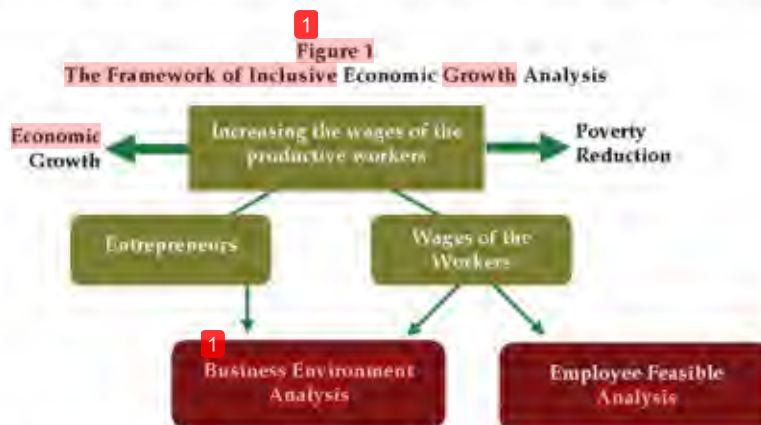 1
Figure 1
The Framework of Inclusive Economic Growth Analysis
Increasing the wages of the
productive workers
Economic
Growth
Poverty
Reduction
Entrepreneurs
Wages of the
Workers
1
Business Environment
Analysis
Employee Feasible
Analysis